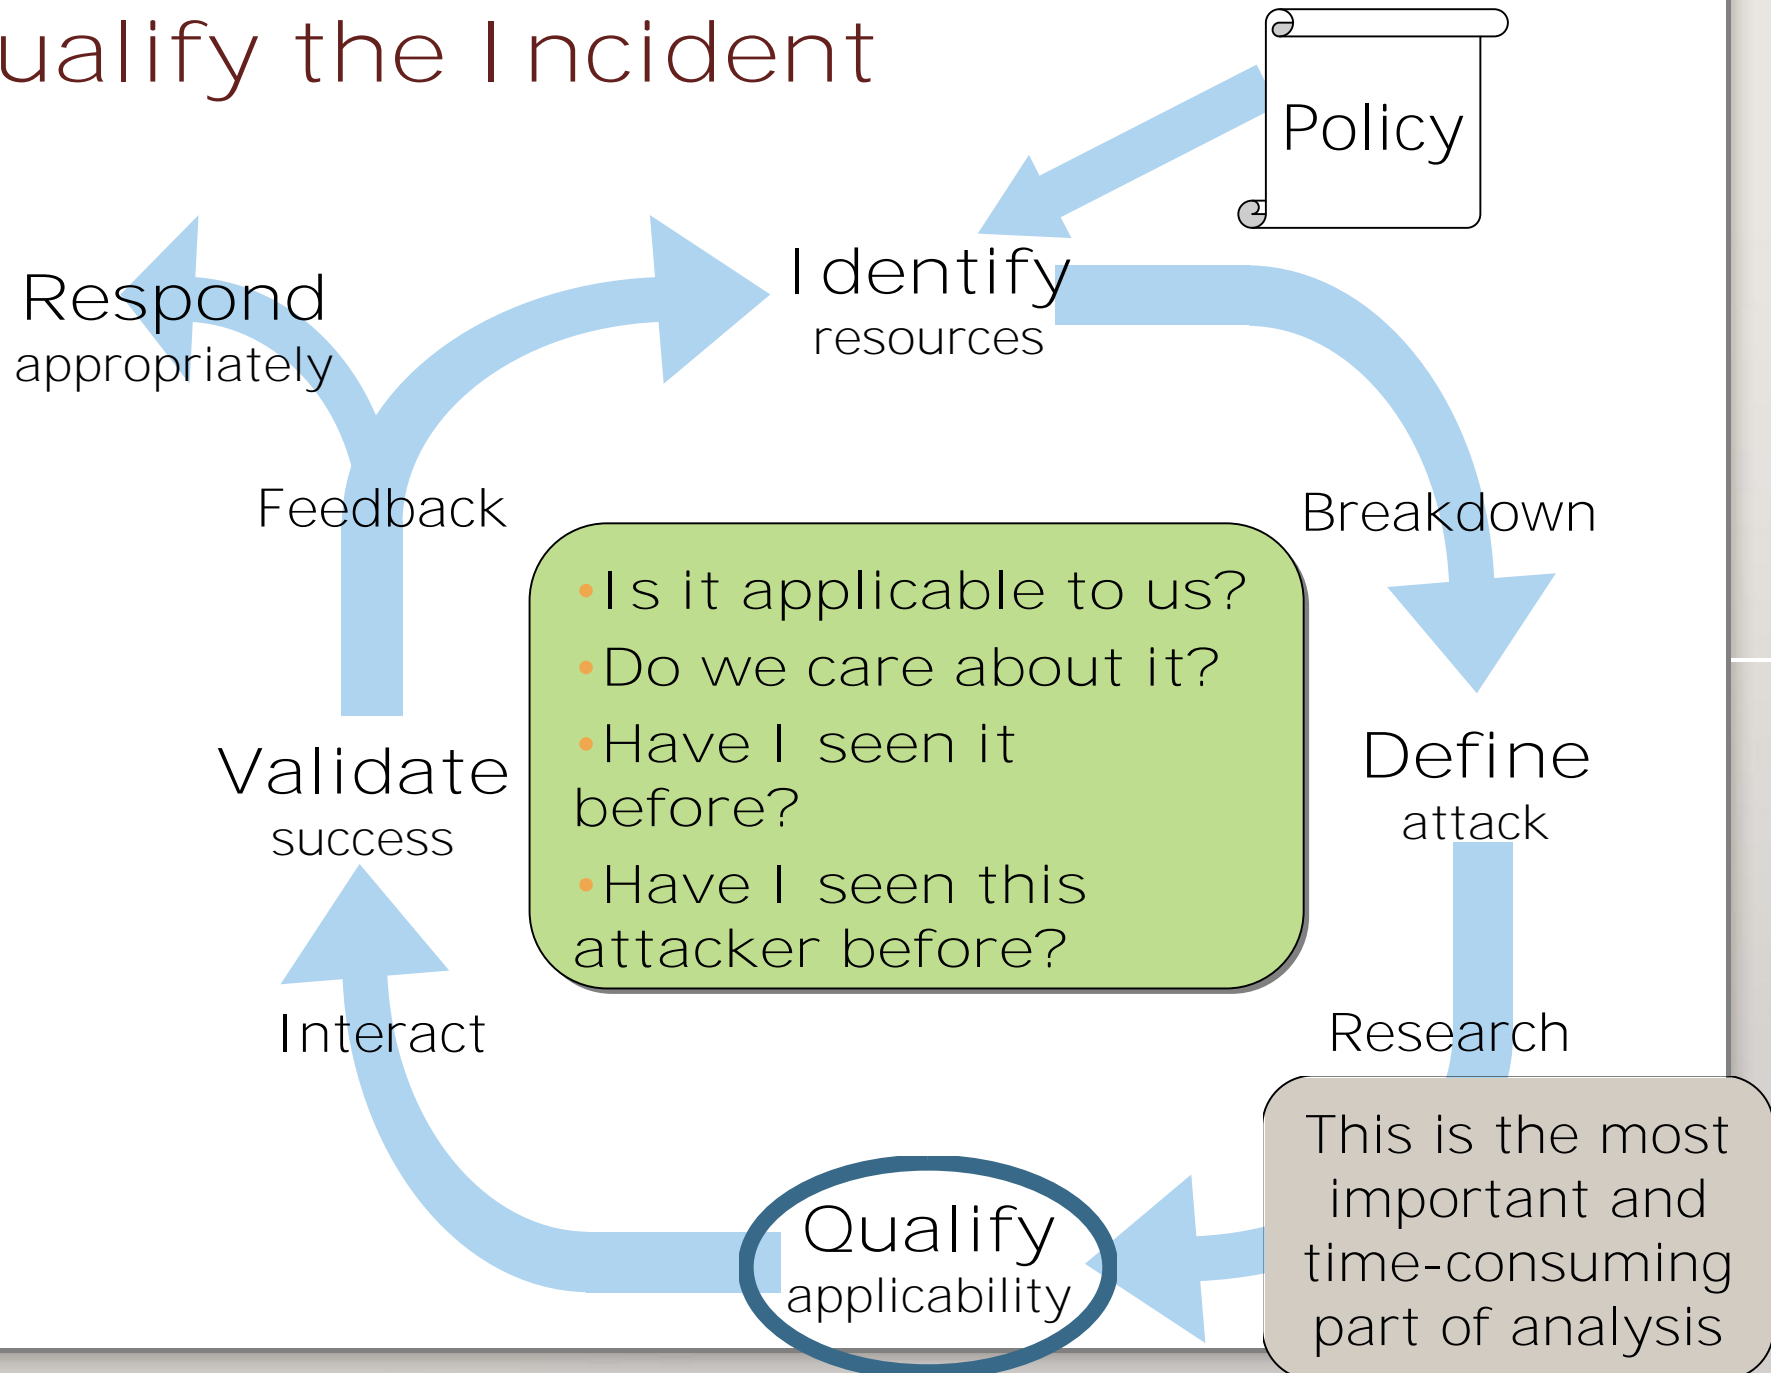 ualify the Incident
Policy
Identify
resources
Respond
appropriately
Feedback
Breakdown
•Is it applicable to us?
•Do we care about it?
•Have I seen it
before?
•Have I seen this
attacker before?
Validate
success
Define
attack
Interact
Research
This is the most
important and
time-consuming
part of analysis
Qualify
applicability